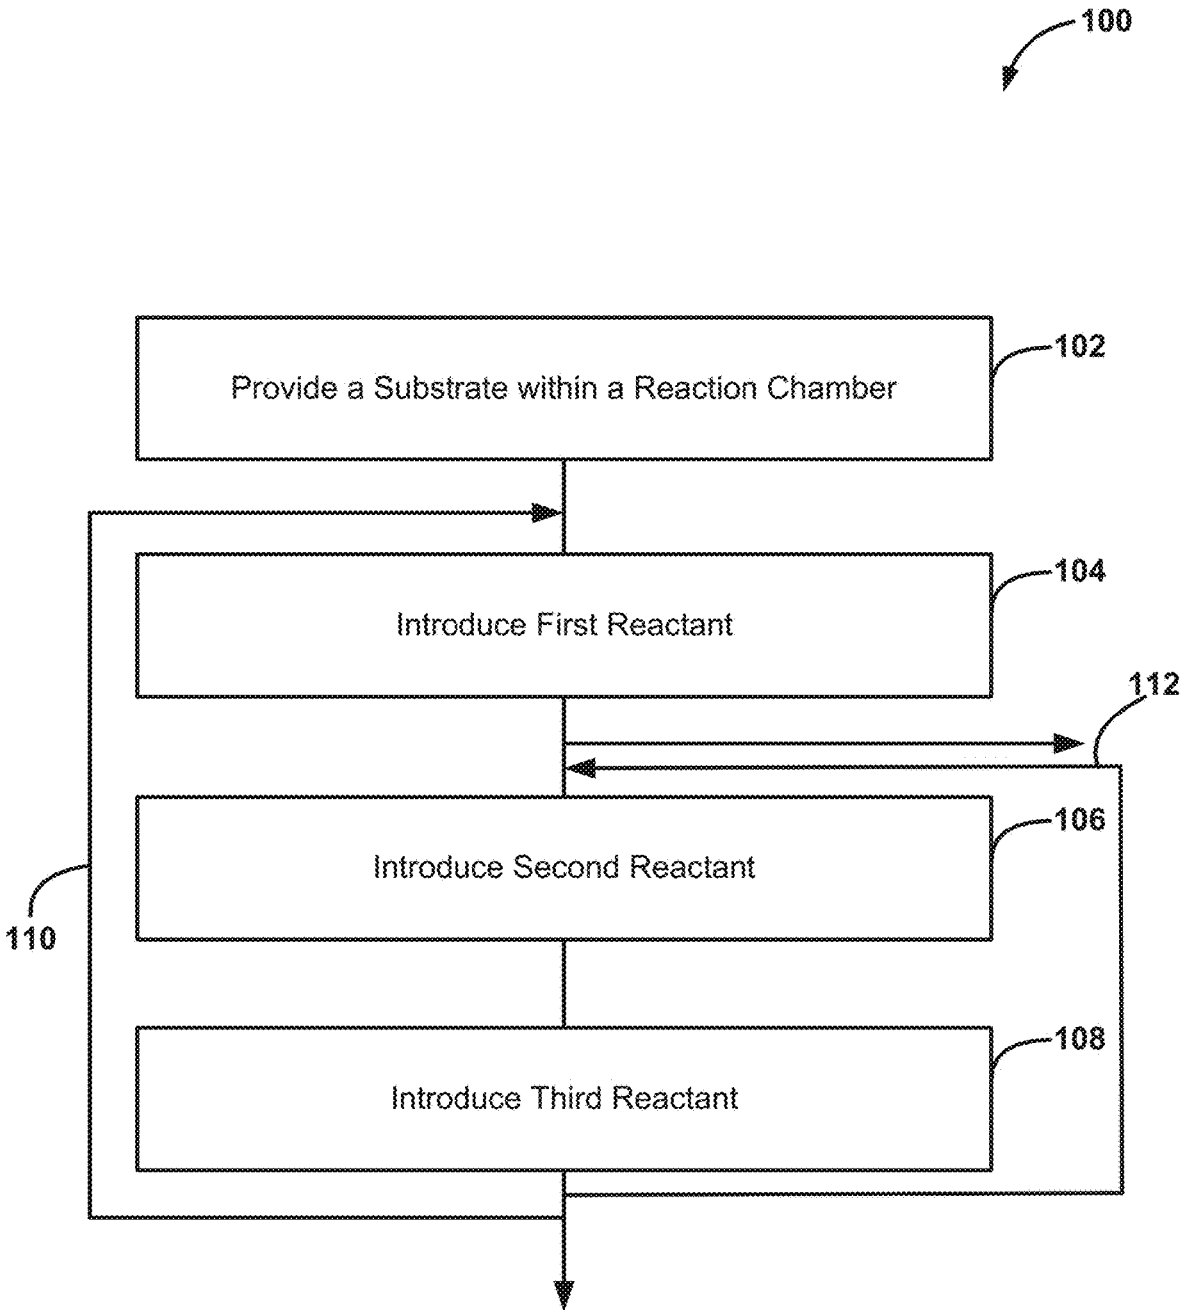 100
102
Provide a Substrate within a Reaction Chamber
104
Introduce First Reactant
112
106
Introduce Second Reactant
110
108
Introduce Third Reactant